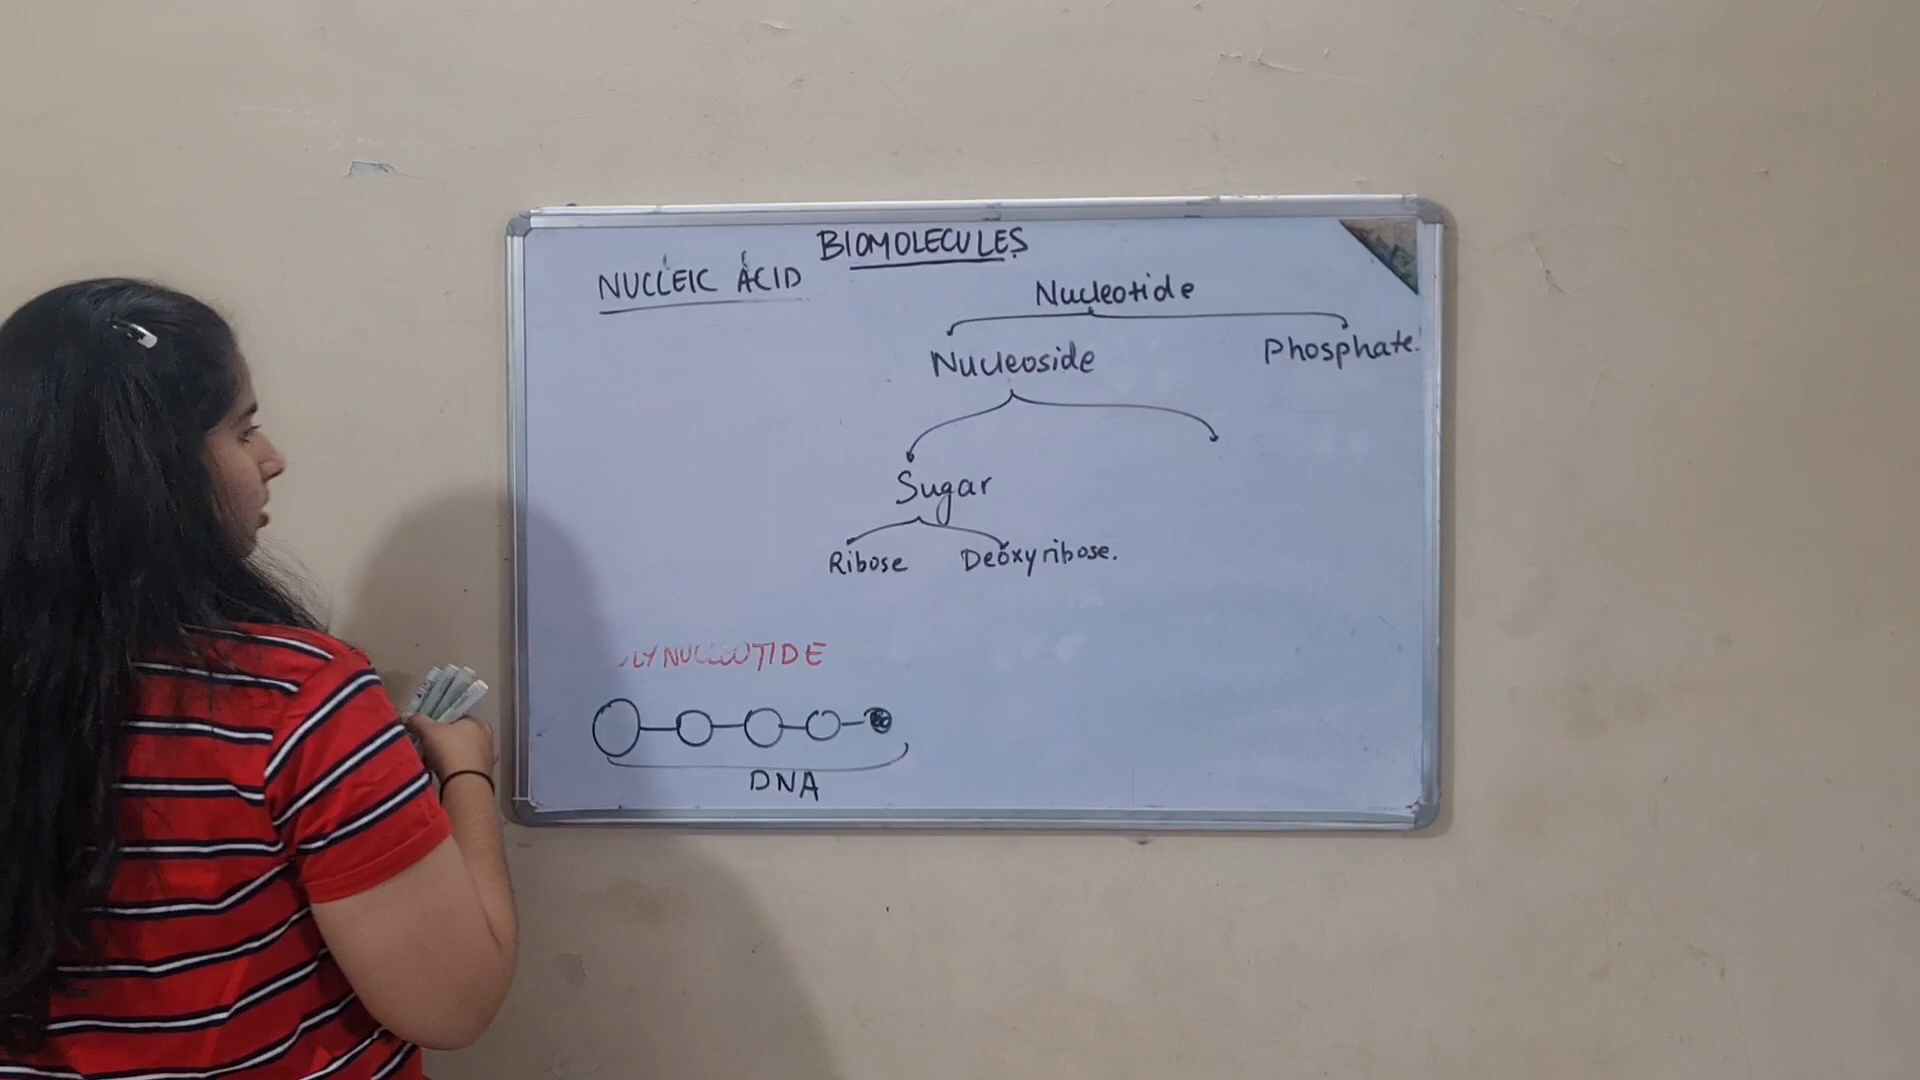 BIOMOLECULES
NUCLEIC ACID
Nucleotide
Nucleoside
Phosphate.
Sugar
Ribose
Deoxyribose.
DNA